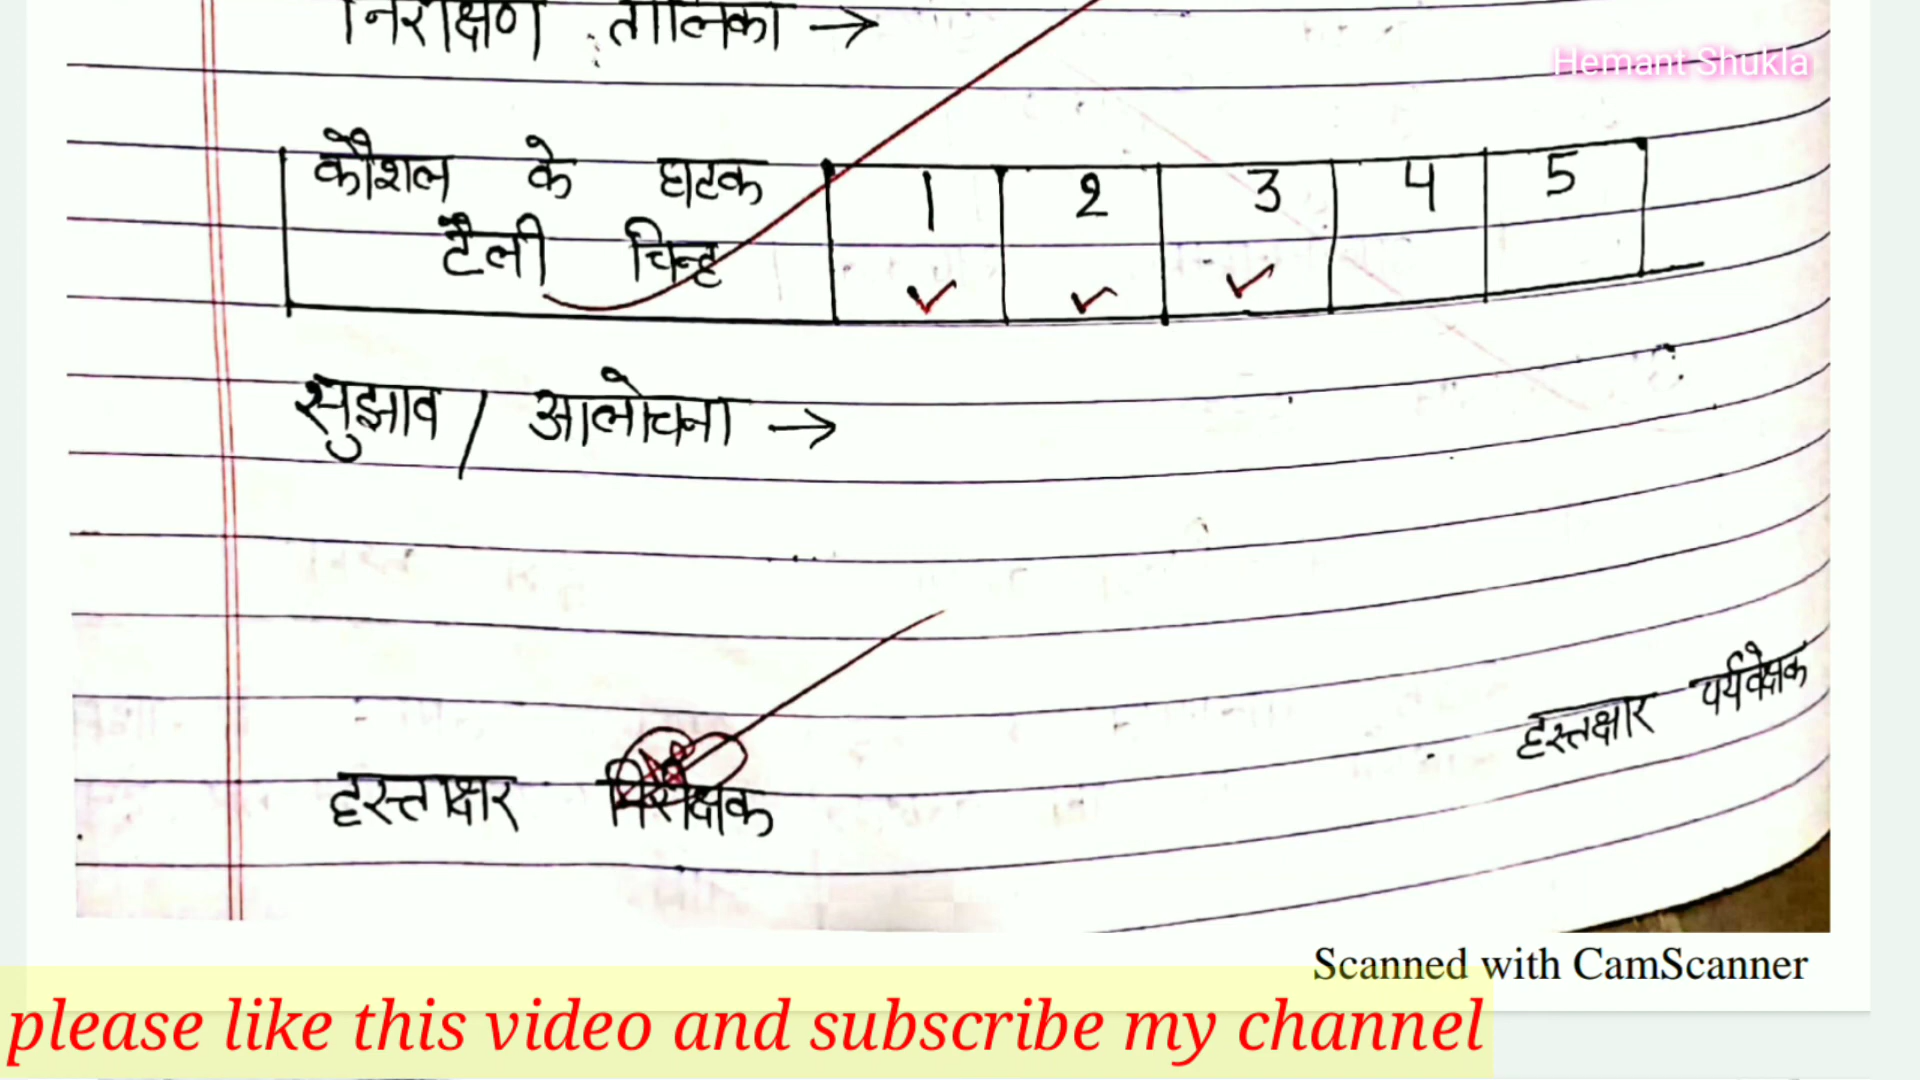 निरीक्षण तालिका →
Hemant Shukla
कौशल के घटक 1 2 3 4 5
टैली चिन्ह ✓ ✓ ✓
सुझाव / आलोचना →
हस्ताक्षर पर्यवेक्षक
हस्ताक्षर निरीक्षक
Scanned with CamScanner
please like this video and subscribe my channel